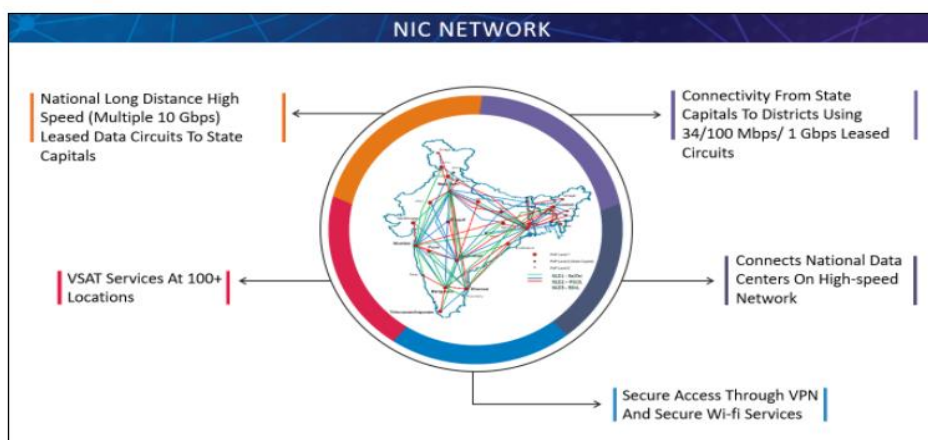 NIC NETWORK
National Long Distance High
Speed (Multiple 10 Gbps)
Leased Data Circuits To State
Capitals
Connectivity From State
Capitals To Districts Using
34/100 Mbps/ 1 Gbps Leased
Circuits
VSAT Services At 100+
Locations
Connects National Data
Centers On High-speed
Network
Secure Access Through VPN
And Secure Wi-fi Services